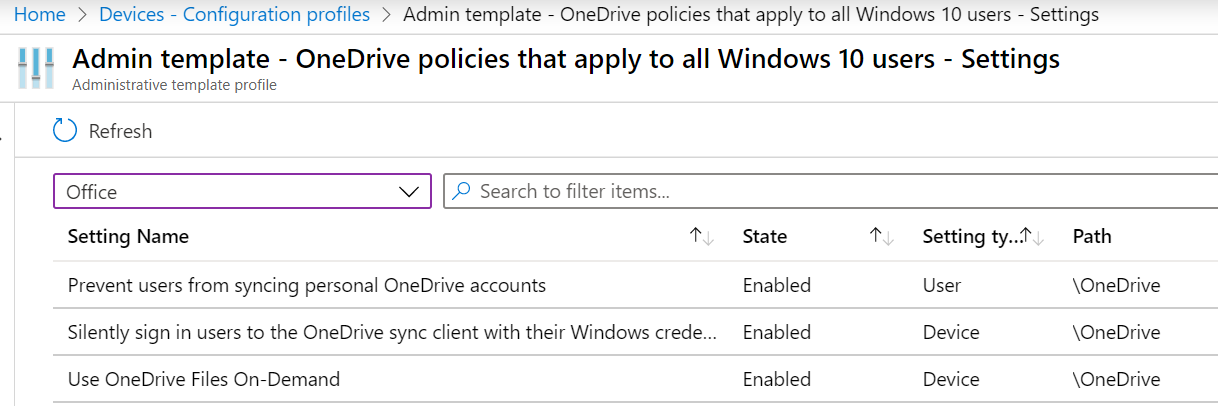 Home > Devices - Configuration profiles > Admin template - OneDrive policies that apply to all Windows 10 users - Settings
Admin template - OneDrive policies that apply to all Windows 10 users - Settings
Administrative template profile
Refresh
Office Search to filter items...
Setting Name State Setting ty... Path
Prevent users from syncing personal OneDrive accounts Enabled User \OneDrive
Silently sign in users to the OneDrive sync client with their Windows crede... Enabled Device \OneDrive
Use OneDrive Files On-Demand Enabled Device \OneDrive